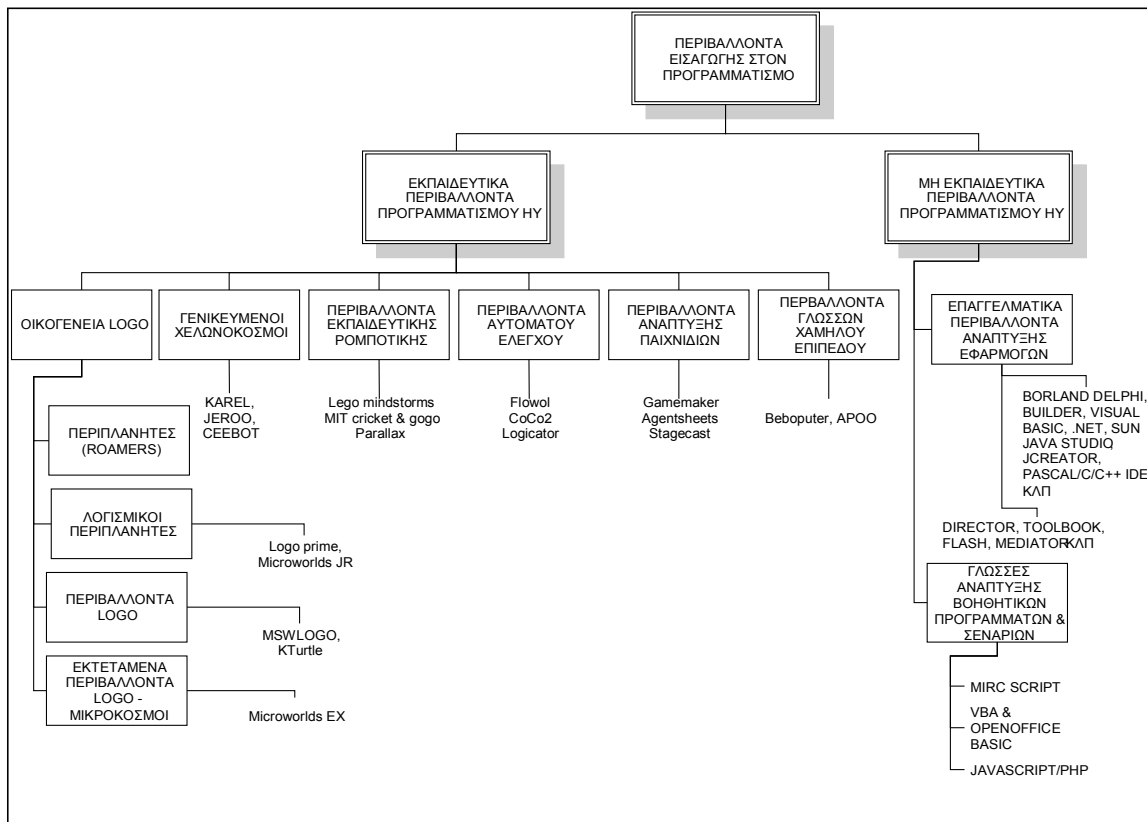 ΠΕΡΙΒΑΛΛΟΝΤΑ
ΕΙΣΑΓΩΓΗΣ ΣΤΟΝ
ΠΡΟΓΡΑΜΜΑΤΙΣΜΟ
ΕΚΠΑΙΔΕΥΤΙΚΑ
ΠΕΡΙΒΑΛΛΟΝΤΑ
ΠΡΟΓΡΑΜΜΑΤΙΣΜΟΥ ΗΥ
ΜΗ ΕΚΠΑΙΔΕΥΤΙΚΑ
ΠΕΡΙΒΑΛΛΟΝΤΑ
ΠΡΟΓΡΑΜΜΑΤΙΣΜΟΥ ΗΥ
ΟΙΚΟΓΕΝΕΙΑ LOGO
ΓΕΝΙΚΕΥΜΕΝΟΙ
ΧΕΛΩΝΟΚΟΣΜΟΙ
ΠΕΡΙΒΑΛΛΟΝΤΑ
ΕΚΠΑΙΔΕΥΤΙΚΗΣ
ΡΟΜΠΟΤΙΚΗΣ
ΠΕΡΙΒΑΛΛΟΝΤΑ
ΑΥΤΟΜΑΤΟΥ
ΕΛΕΓΧΟΥ
ΠΕΡΙΒΑΛΛΟΝΤΑ
ΑΝΑΠΤΥΞΗΣ
ΠΑΙΧΝΙΔΙΩΝ
ΠΕΡΒΑΛΛΟΝΤΑ
ΓΛΩΣΣΩΝ
ΧΑΜΗΛΟΥ
ΕΠΙΠΕΔΟΥ
ΕΠΑΓΓΕΛΜΑΤΙΚΑ
ΠΕΡΙΒΑΛΛΟΝΤΑ
ΑΝΑΠΤΥΞΗΣ
ΕΦΑΡΜΟΓΩΝ
KAREL,
JEROO,
CEEBOT
Lego mindstorms
MIT cricket & gogo
Parallax
Flowol
CoCo2
Logicator
Gamemaker
Agentsheets
Stagecast
Beboputer, APOO
BORLAND DELPHI,
BUILDER, VISUAL
BASIC, .NET, SUN
JAVA STUDIO,
JCREATOR,
PASCAL/C/C++ IDE
ΚΛΠ
ΠΕΡΙΠΛΑΝΗΤΕΣ
(ROAMERS)
ΛΟΓΙΣΜΙΚΟΙ
ΠΕΡΙΠΛΑΝΗΤΕΣ
Logo prime,
Microworlds JR
DIRECTOR, TOOLBOOK,
FLASH, MEDIATOR ΚΛΠ
ΠΕΡΙΒΑΛΛΟΝΤΑ
LOGO
MSWLOGO,
KTurtle
ΓΛΩΣΣΕΣ
ΑΝΑΠΤΥΞΗΣ
ΒΟΗΘΗΤΙΚΩΝ
ΠΡΟΓΡΑΜΜΑΤΩΝ &
ΣΕΝΑΡΙΩΝ
ΕΚΤΕΤΑΜΕΝΑ
ΠΕΡΙΒΑΛΛΟΝΤΑ
LOGO -
ΜΙΚΡΟΚΟΣΜΟΙ
Microworlds EX
MIRC SCRIPT
VBA &
OPENOFFICE
BASIC
JAVASCRIPT/PHP